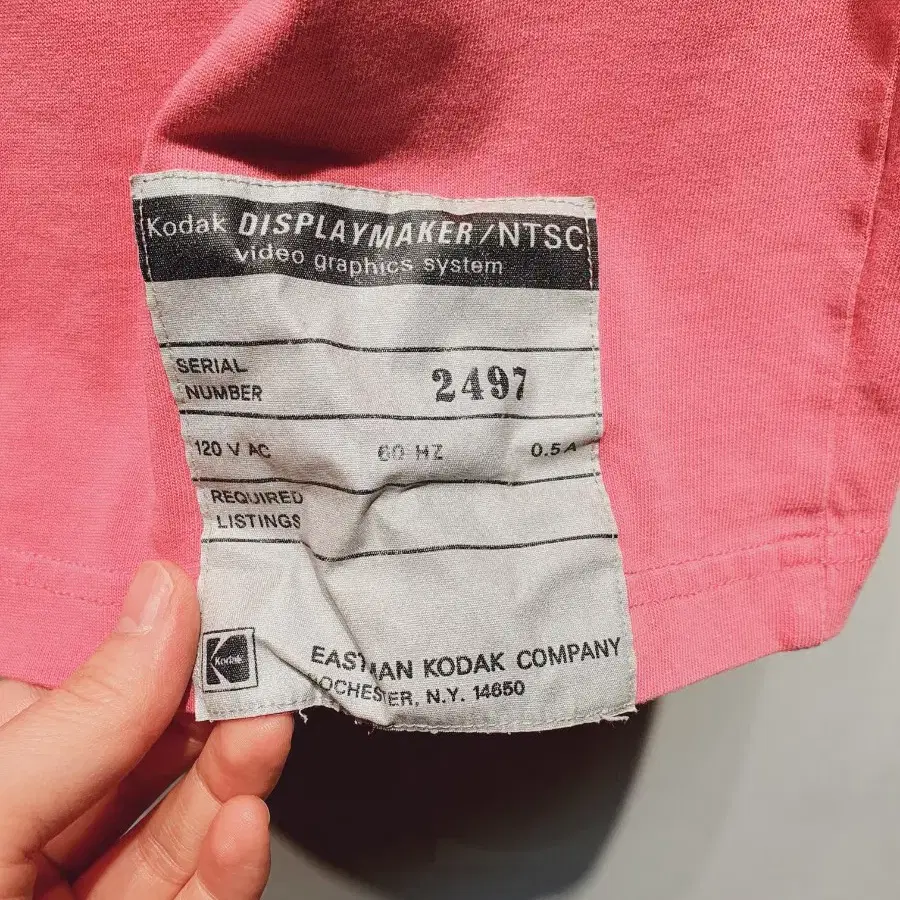 Kodak DISPLAYMAKER/NTSC
video graphics system
SERIAL
NUMBER
2497
120 V AC 60 HZ 0.5 A
REQUIRED
LISTINGS
Kodak
EASTMAN KODAK COMPANY
ROCHESTER, N.Y. 14650